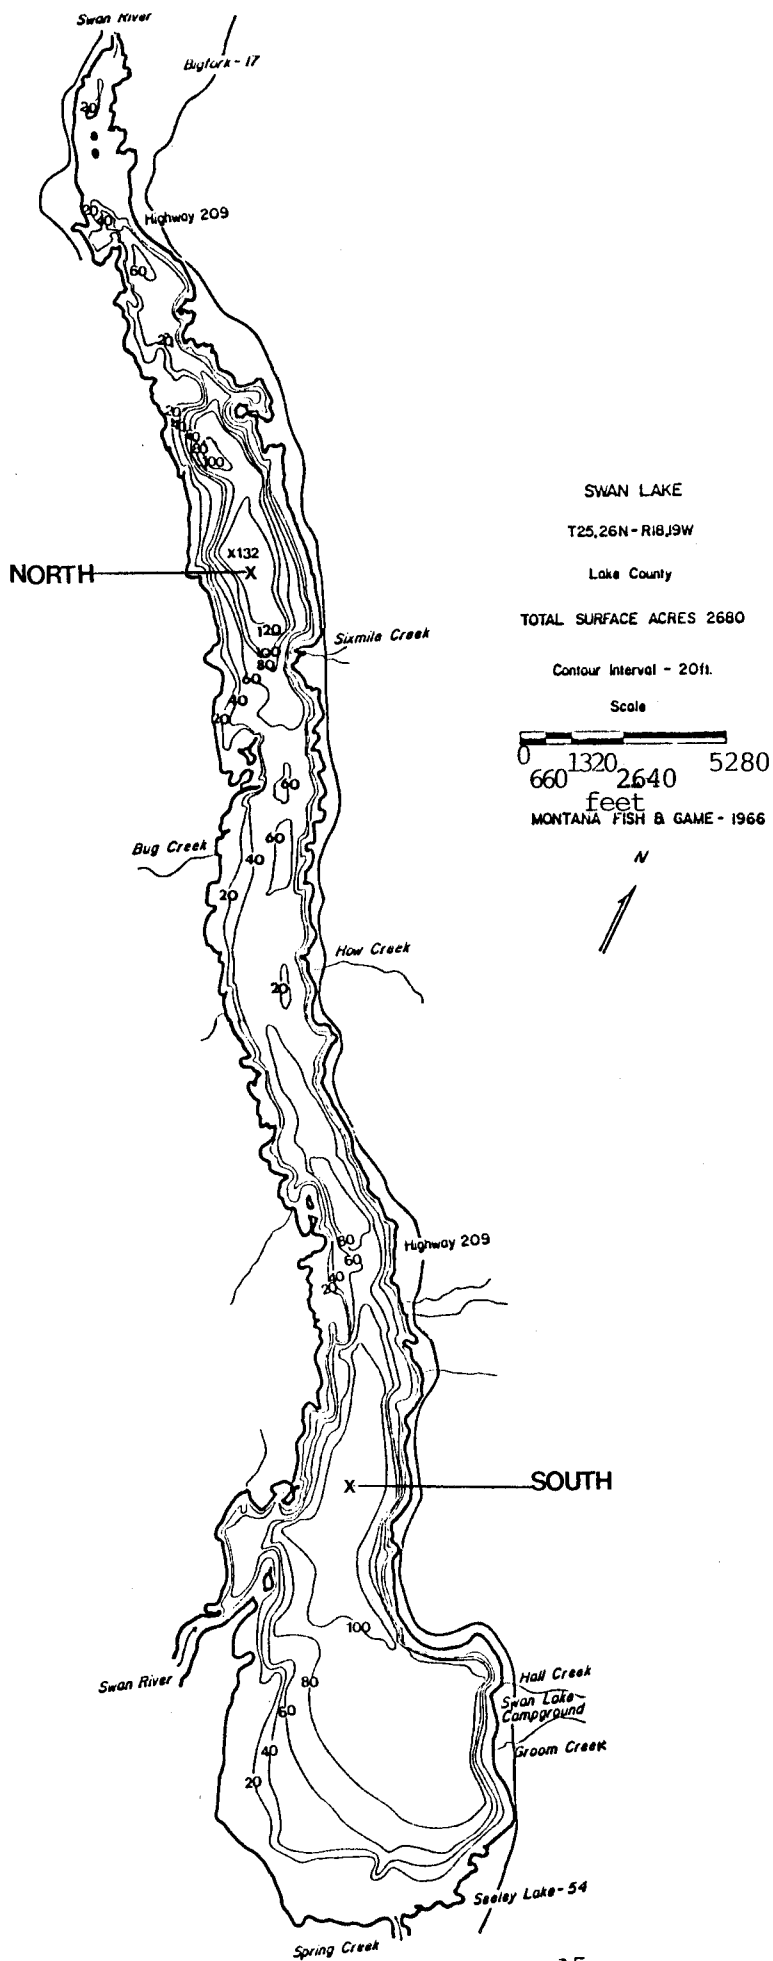 Swan River
Bigfork - 17
20
20
40
Highway 209
60
20
20
40
60
80
100
X132
NORTH
X
120
100
80
60
40
20
Sixmile Creek
SWAN LAKE
T25,26N - R18,19W
Lake County
TOTAL SURFACE ACRES 2680
Contour Interval - 20ft.
Scale
0
660
1320
2640
5280
feet
MONTANA FISH & GAME - 1966
N
60
Bug Creek
60
40
20
How Creek
20
80
60
40
20
Highway 209
X
SOUTH
100
Swan River
80
60
40
20
Hall Creek
Swan Lake
Campground
Groom Creek
Seeley Lake - 54
Spring Creek